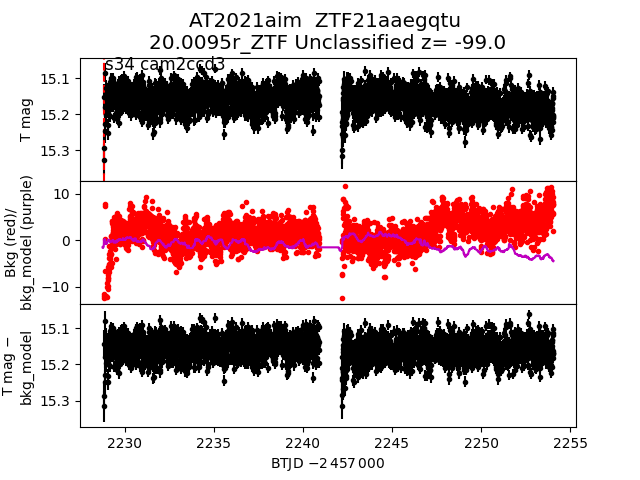 AT2021aim  ZTF21aaegqtu
20.0095r_ZTF Unclassified z= -99.0
s34 cam2ccd3
15.1
15.2
15.3
T mag
10
0
−10
Bkg (red)/
bkg_model (purple)
15.1
15.2
15.3
T mag −
bkg_model
2230
2235
2240
2245
2250
2255
BTJD −2 457 000